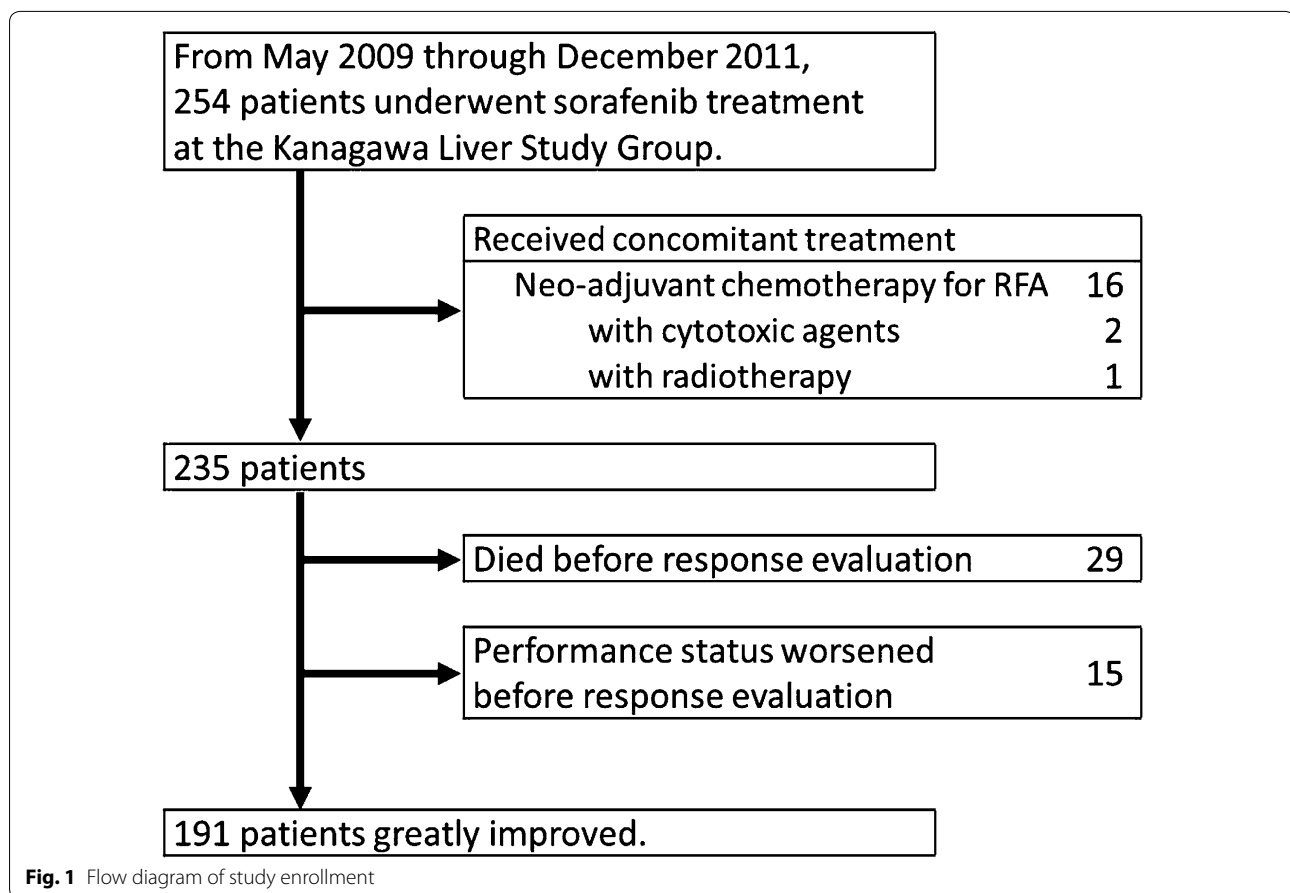 From May 2009 through December 2011,
254 patients underwent sorafenib treatment
at the Kanagawa Liver Study Group.
Received concomitant treatment
Neo-adjuvant chemotherapy for RFA 16
with cytotoxic agents 2
with radiotherapy 1
235 patients
Died before response evaluation 29
Performance status worsened
before response evaluation 15
191 patients greatly improved.
Fig. 1 Flow diagram of study enrollment